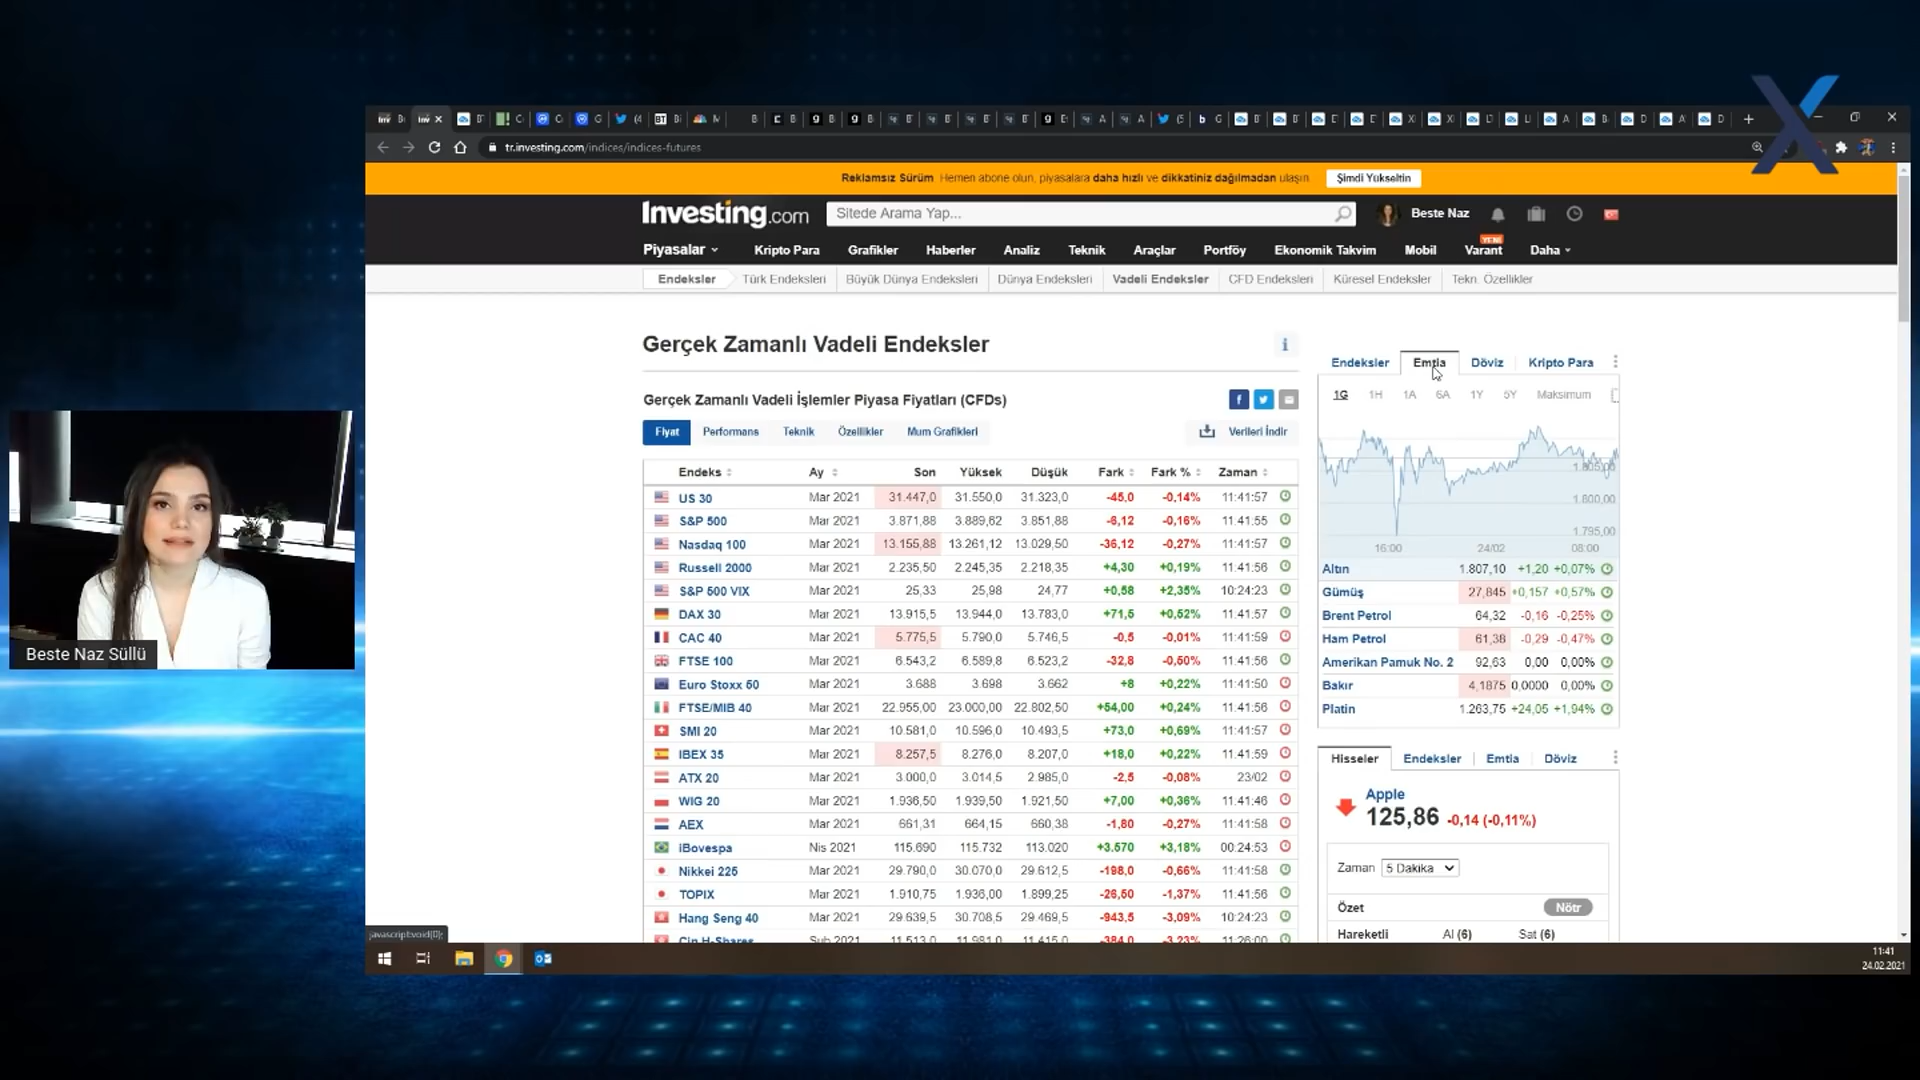 tr.investing.com/indices/indices-futures
Reklamsız Sürüm Hemen abone olun, piyasalara daha hızlı ve dikkatiniz dağılmadan ulaşın. Şimdi Yükseltin
Investing.com Sitede Arama Yap... Beste Naz
Piyasalar Kripto Para Grafikler Haberler Analiz Teknik Araçlar Portföy Ekonomik Takvim Mobil Varant YENİ Daha
Endeksler Türk Endeksleri Büyük Dünya Endeksleri Dünya Endeksleri Vadeli Endeksler CFD Endeksleri Küresel Endeksler Tekn. Özellikler
Gerçek Zamanlı Vadeli Endeksler
Gerçek Zamanlı Vadeli İşlemler Piyasa Fiyatları (CFDs)
Fiyat Performans Teknik Özellikler Mum Grafikleri Verileri İndir
Endeks Ay Son Yüksek Düşük Fark Fark % Zaman
US 30 Mar 2021 31.447,0 31.550,0 31.323,0 -45,0 -0,14% 11:41:57
S&P 500 Mar 2021 3.871,88 3.889,62 3.851,88 -6,12 -0,16% 11:41:55
Nasdaq 100 Mar 2021 13.155,88 13.261,12 13.029,50 -36,12 -0,27% 11:41:57
Russell 2000 Mar 2021 2.235,50 2.245,35 2.218,35 +4,30 +0,19% 11:41:56
S&P 500 VIX Mar 2021 25,33 25,98 24,77 +0,58 +2,35% 10:24:23
DAX 30 Mar 2021 13.915,5 13.944,0 13.783,0 +71,5 +0,52% 11:41:57
CAC 40 Mar 2021 5.775,5 5.790,0 5.746,5 -0,5 -0,01% 11:41:59
FTSE 100 Mar 2021 6.543,2 6.589,8 6.523,2 -32,8 -0,50% 11:41:56
Euro Stoxx 50 Mar 2021 3.688 3.698 3.662 +8 +0,22% 11:41:50
FTSE/MIB 40 Mar 2021 22.955,00 23.000,00 22.802,50 +54,00 +0,24% 11:41:56
SMI 20 Mar 2021 10.581,0 10.596,0 10.493,5 +73,0 +0,69% 11:41:57
IBEX 35 Mar 2021 8.257,5 8.276,0 8.207,0 +18,0 +0,22% 11:41:59
ATX 20 Mar 2021 3.000,0 3.014,5 2.985,0 -2,5 -0,08% 23/02
WIG 20 Mar 2021 1.936,50 1.939,50 1.921,50 +7,00 +0,36% 11:41:46
AEX Mar 2021 661,31 664,15 660,38 -1,80 -0,27% 11:41:58
iBovespa Nis 2021 115.690 115.732 113.020 +3.570 +3,18% 00:24:53
Nikkei 225 Mar 2021 29.790,0 30.070,0 29.612,5 -198,0 -0,66% 11:41:58
TOPIX Mar 2021 1.910,75 1.936,00 1.899,25 -26,50 -1,37% 11:41:56
Hang Seng 40 Mar 2021 29.639,5 30.708,5 29.469,5 -943,5 -3,09% 10:24:23
Endeksler Emtia Döviz Kripto Para
1G 1H 1A 6A 1Y 5Y Maksimum
1.805,00
1.800,00
1.795,00
16:00 24/02 08:00
Altın 1.807,10 +1,20 +0,07%
Gümüş 27,845 +0,157 +0,57%
Brent Petrol 64,32 -0,16 -0,25%
Ham Petrol 61,38 -0,29 -0,47%
Amerikan Pamuk No. 2 92,63 0,00 0,00%
Bakır 4,1875 0,0000 0,00%
Platin 1.263,75 +24,05 +1,94%
Hisseler Endeksler Emtia Döviz
Apple
125,86 -0,14 (-0,11%)
Zaman 5 Dakika
Özet Nötr
Hareketli Al (6) Sat (6)
Beste Naz Süllü
javascript:void(0);
11:41
24.02.2021